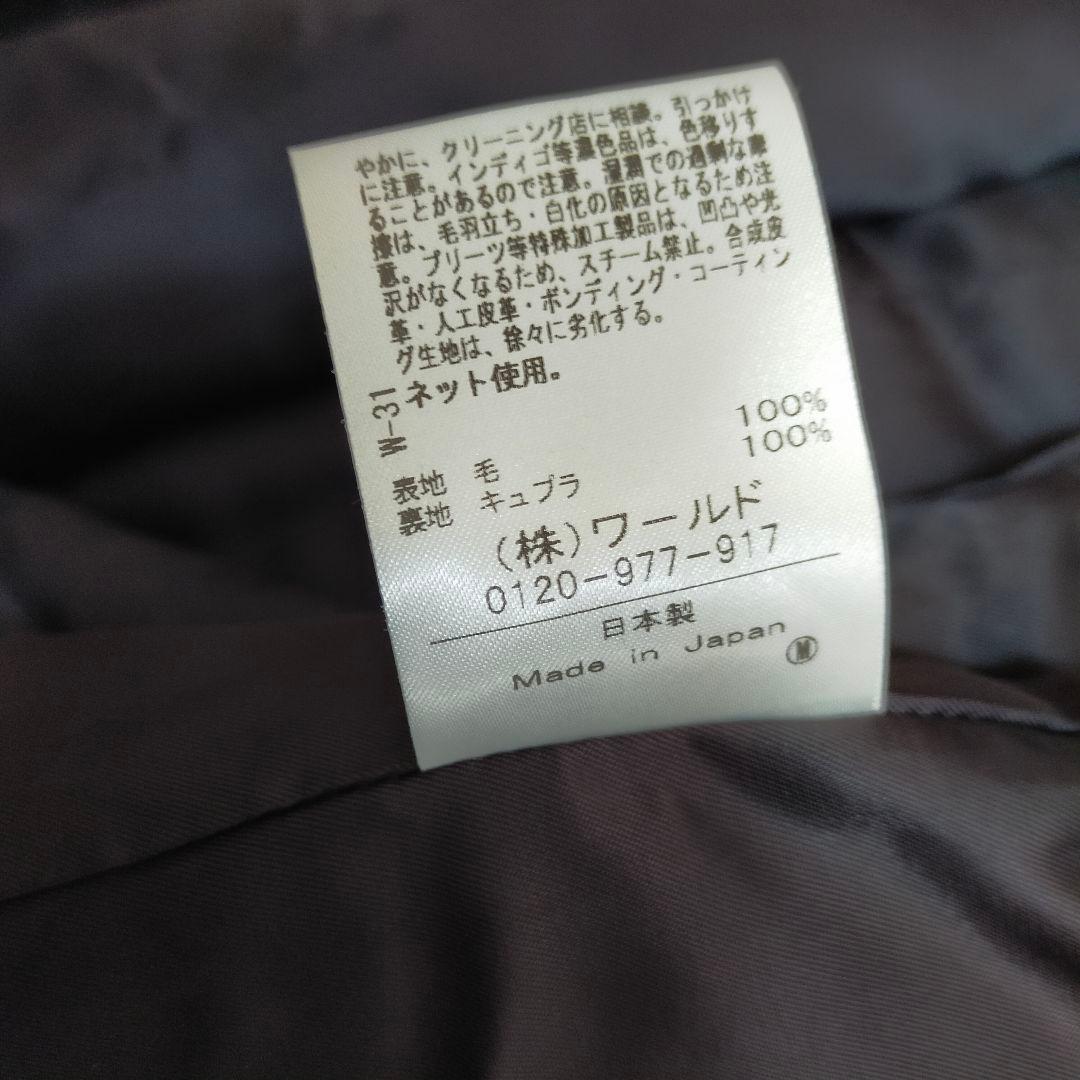 やかに、クリーニング店に相談。引っかけ
に注意。インディゴ等濃色品は、色移りす
ることがあるので注意。湿潤での過剰な摩
擦は、毛羽立ち・白化の原因となるため注
意。プリーツ等特殊加工製品は、凹凸や光
沢がなくなるため、スチーム禁止。合成皮
革・人工皮革・ボンディング・コーティン
グ生地は、徐々に劣化する。
ネット使用。
W-31
表地 毛 100%
裏地 キュプラ 100%
(株)ワールド
0120-977-917
日本製
Made in Japan
M